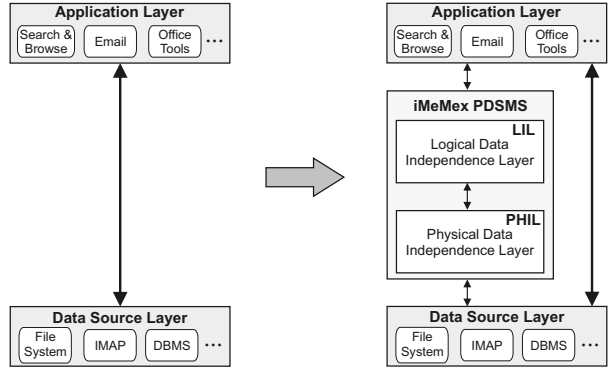 Application Layer
Search &
Browse
Email
Office
Tools
...
Data Source Layer
File
System
IMAP
DBMS
...
Application Layer
Search &
Browse
Email
Office
Tools
...
iMeMex PDSMS
LIL
Logical Data
Independence Layer
PHIL
Physical Data
Independence Layer
Data Source Layer
File
System
IMAP
DBMS
...